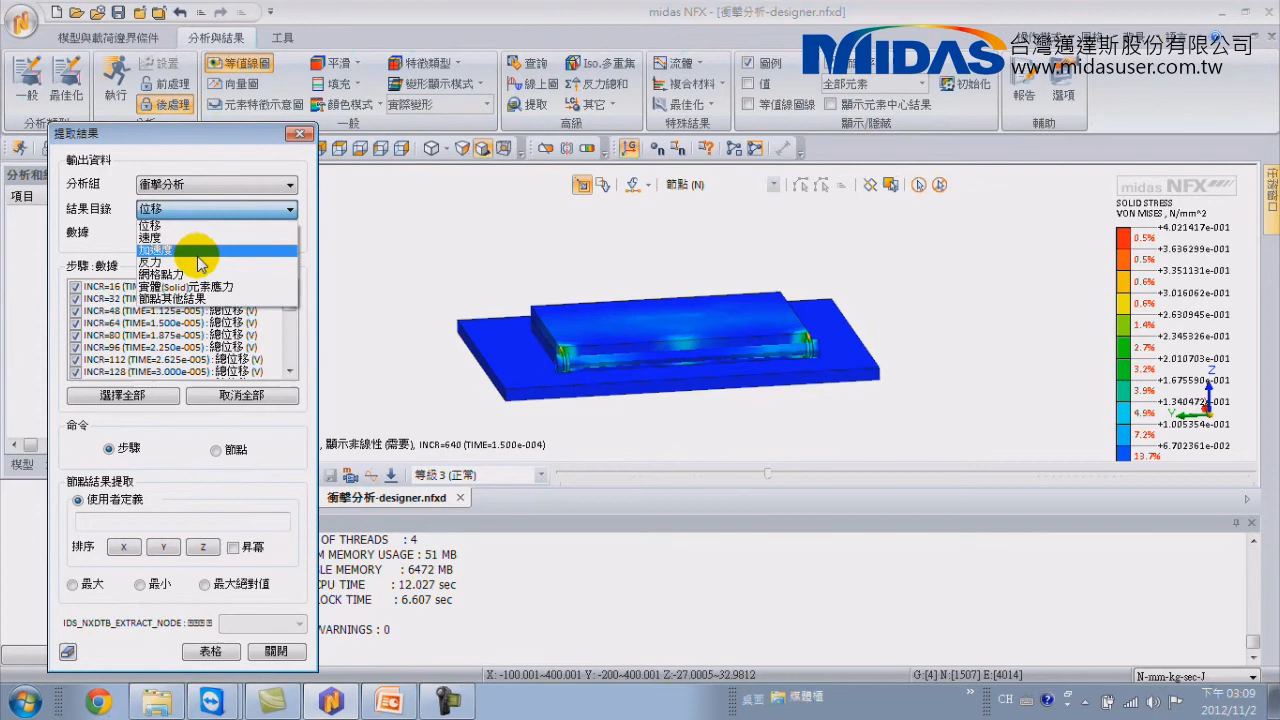 midas NFX - [衝擊分析-designer.nfxd]
模型與載荷邊界條件
分析與結果
工具
MIDAS 台灣邁達斯股份有限公司
www.midasuser.com.tw
一般
最佳化
執行
設置
前處理
後處理
等值線圖
向量圖
元素特徵示意圖
平滑
填充
顏色模式
特徵類型
變形顯示模式
實際變形
查詢
線上圖
提取
Iso.多重集
反力總和
其它
流體
複合材料
最佳化
圖例
等值線圖線
全部元素
顯示元素中心結果
初始化
報告
選項
分析類型
一般
高級
特殊結果
顯示/隱藏
輔助
提取結果
輸出資料
分析組
衝擊分析
結果目錄
位移
數據
位移
速度
加速度
反力
網格點力
實體(Solid)元素應力
節點其他結果
步驟 : 數據
INCR=16 (TIM
INCR=32 (TIM
INCR=48 (TIME=1.125e-005) : 總位移 (V)
INCR=64 (TIME=1.500e-005) : 總位移 (V)
INCR=80 (TIME=1.875e-005) : 總位移 (V)
INCR=96 (TIME=2.250e-005) : 總位移 (V)
INCR=112 (TIME=2.625e-005) : 總位移 (V)
INCR=128 (TIME=3.000e-005) : 總位移 (V)
選擇全部
取消全部
命令
步驟
節點
節點結果提取
使用者定義
排序
X
Y
Z
昇冪
最大
最小
最大絕對值
IDS_NXDTB_EXTRACT_NODE :
表格
關閉
項目
模型
節點 (N)
midas NFX
SOLID STRESS
VON MISES , N/mm^2
+4.021017e-001
0.5%
+3.636299e-001
0.5%
+3.316062e-001
0.6%
+2.630945e-001
1.4%
+2.345326e-001
2.7%
+2.010703e-001
3.2%
+1.675590e-001
3.9%
+1.340472e-001
4.9%
+1.005354e-001
7.2%
+6.702361e-002
13.7%
Z
Y
, 顯示非線性 (需要), INCR=640 (TIME=1.500e-004)
等級 3 (正常)
衝擊分析-designer.nfxd
OF THREADS : 4
M MEMORY USAGE : 51 MB
LE MEMORY : 6472 MB
CPU TIME : 12.027 sec
LOCK TIME : 6.607 sec
WARNINGS : 0
X: -100.001-400.001 Y: -200.001-400.001 Z-27.0005-32.9812
G:[4] N:[1507] E:[4014]
N-mm-kg-sec-J
桌面
媒體櫃
CH
下午 03:09
2012/11/2